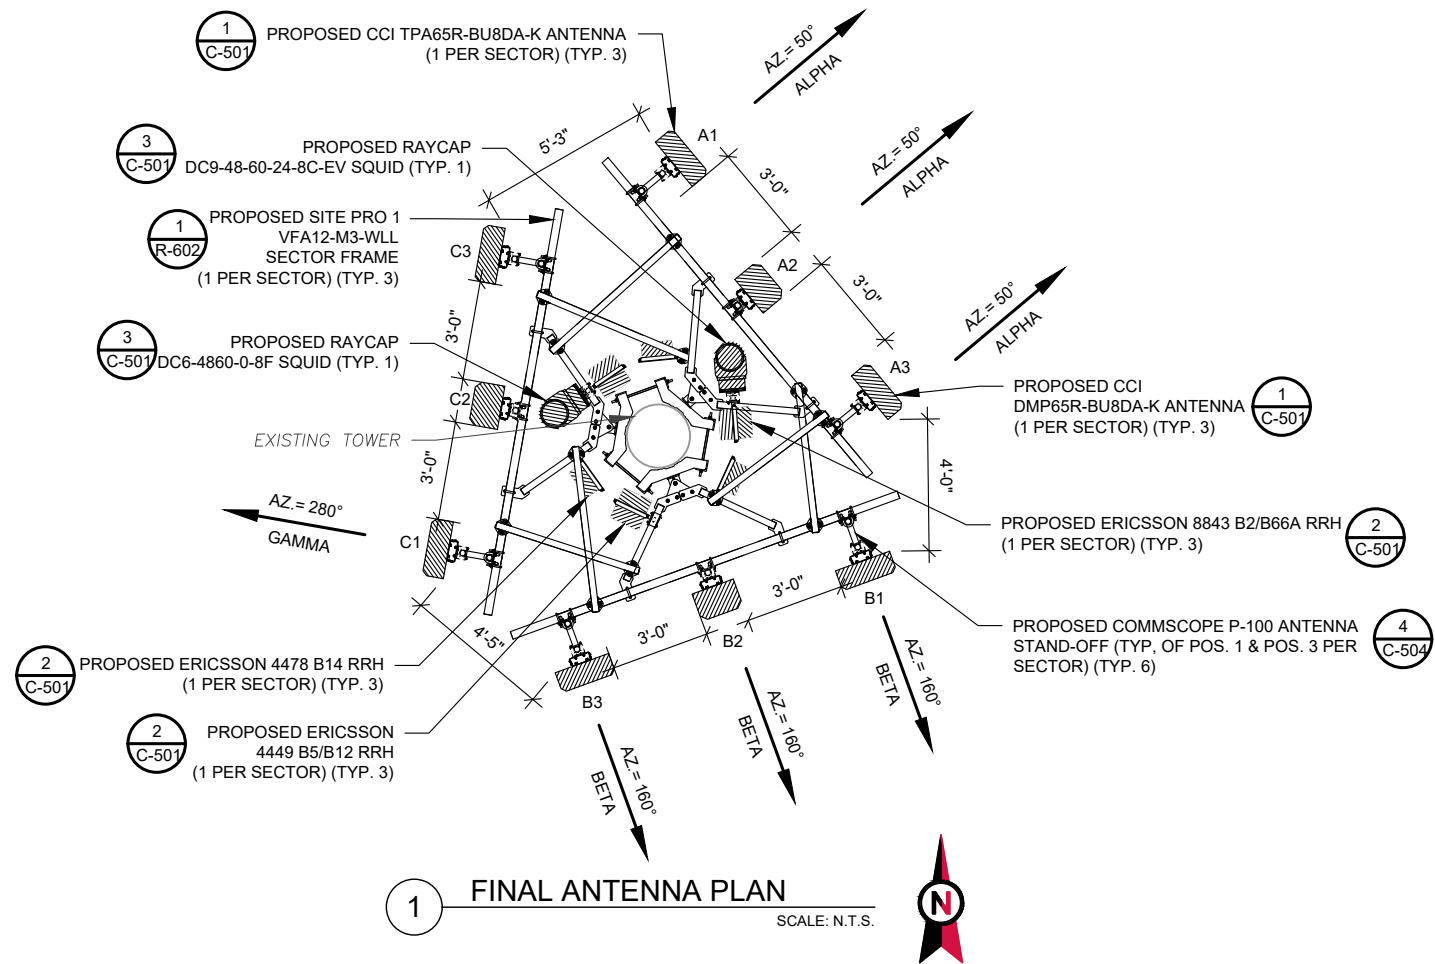 1
C-501
PROPOSED CCI TPA65R-BU8DA-K ANTENNA
(1 PER SECTOR) (TYP. 3)
AZ.= 50°
ALPHA
3
C-501
PROPOSED RAYCAP
DC9-48-60-24-8C-EV SQUID (TYP. 1)
5'-3"
A1
3'-0"
AZ.= 50°
ALPHA
1
R-602
PROPOSED SITE PRO 1
VFA12-M3-WLL
SECTOR FRAME
(1 PER SECTOR) (TYP. 3)
C3
A2
3'-0"
AZ.= 50°
ALPHA
3
C-501
PROPOSED RAYCAP
DC6-4860-0-8F SQUID (TYP. 1)
3'-0"
C2
A3
PROPOSED CCI
DMP65R-BU8DA-K ANTENNA
(1 PER SECTOR) (TYP. 3)
1
C-501
EXISTING TOWER
3'-0"
4'-0"
AZ.= 280°
GAMMA
C1
PROPOSED ERICSSON 8843 B2/B66A RRH
(1 PER SECTOR) (TYP. 3)
2
C-501
3'-0"
B1
4'-5"
3'-0"
B2
PROPOSED COMMSCOPE P-100 ANTENNA
STAND-OFF (TYP, OF POS. 1 & POS. 3 PER
SECTOR) (TYP. 6)
4
C-504
2
C-501
PROPOSED ERICSSON 4478 B14 RRH
(1 PER SECTOR) (TYP. 3)
B3
AZ.= 160°
BETA
AZ.= 160°
BETA
2
C-501
PROPOSED ERICSSON
4449 B5/B12 RRH
(1 PER SECTOR) (TYP. 3)
AZ.= 160°
BETA
1
FINAL ANTENNA PLAN
SCALE: N.T.S.
N